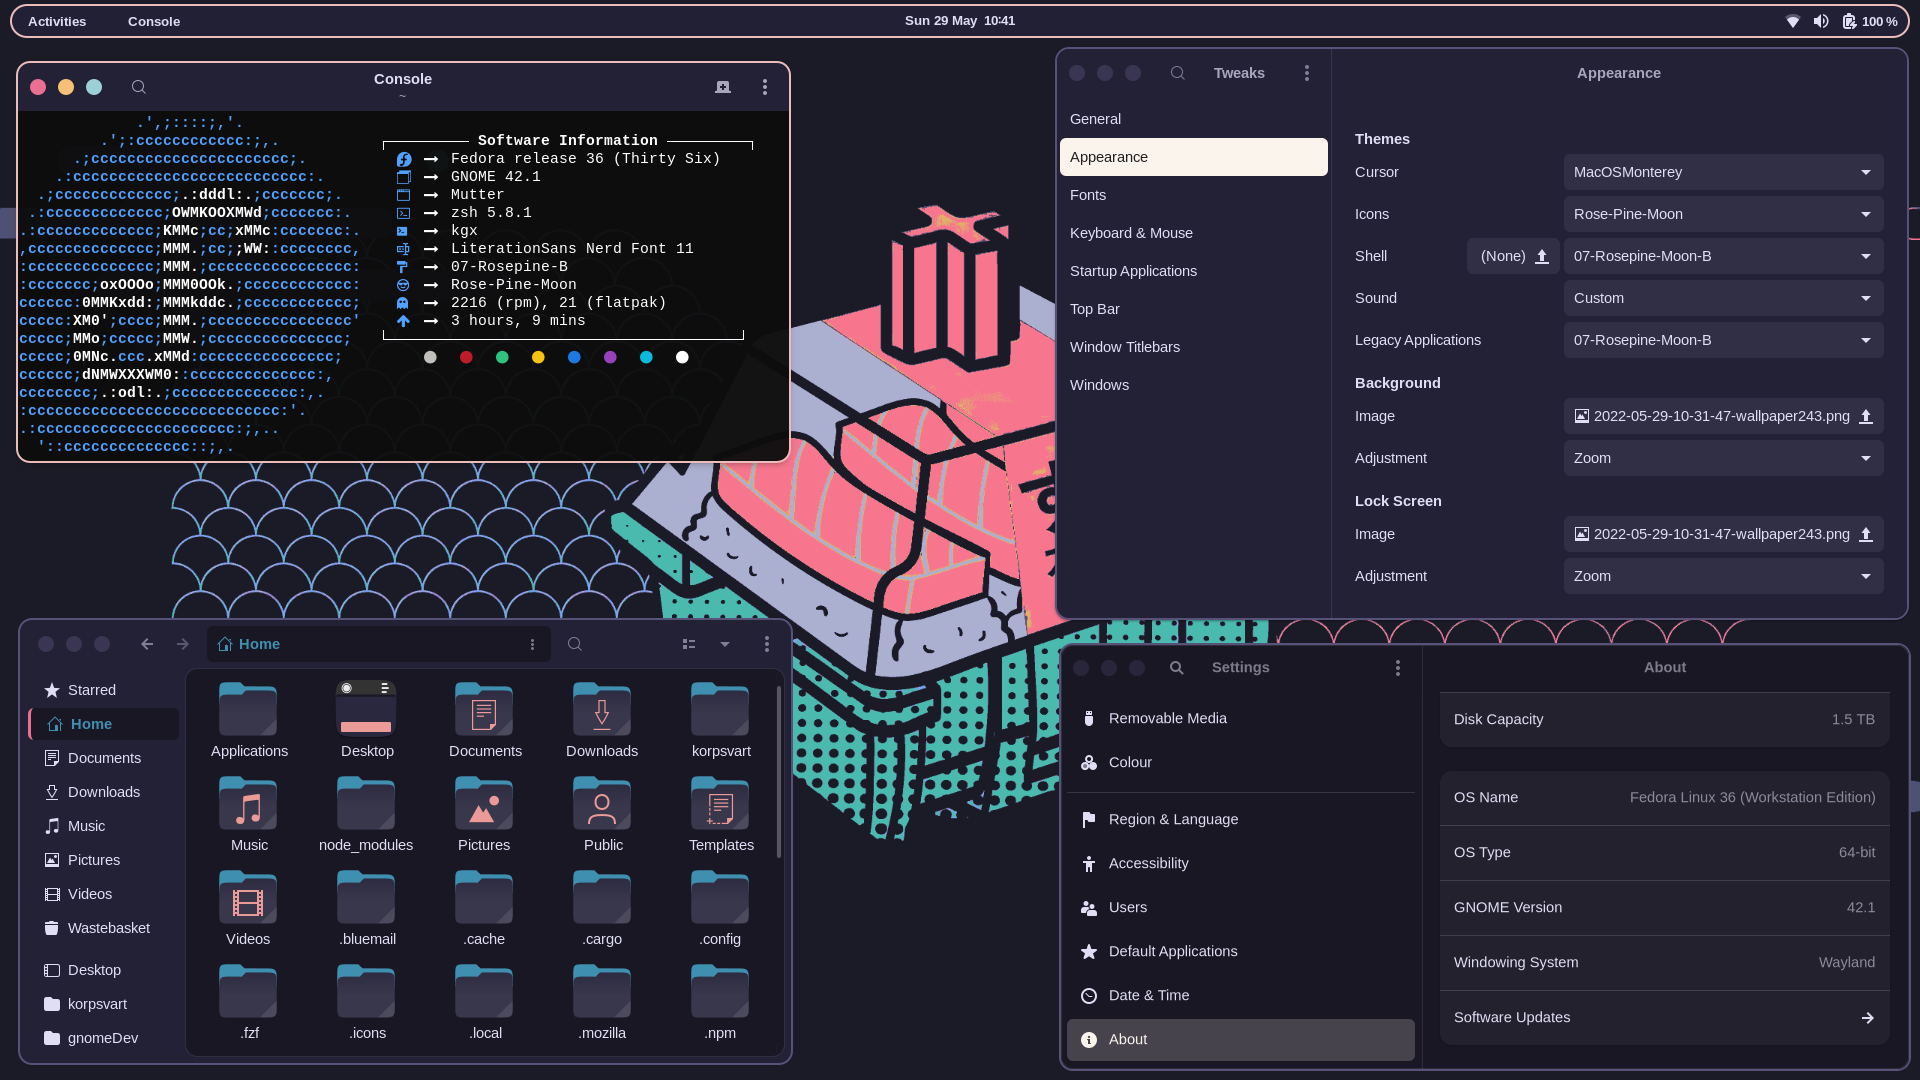 Activities Console Sun 29 May 10:41 100 %
Console
~
.',;::::;,'.
.';:cccccccccccc:;,.
.;cccccccccccccccccccccc;.
.:cccccccccccccccccccccccccc:.
.;ccccccccccccc;.:dddl:.;ccccccc;.
.:ccccccccccccc;OWMKOOXMWd;ccccccc:.
.:ccccccccccccc;KMMc;cc;xMMc:ccccccc:.
,cccccccccccccc;MMM.;cc;;WW::cccccccc,
:cccccccccccccc;MMM.;cccccccccccccccc:
:ccccccc;oxOOOo;MMM0OOk.;cccccccccccc:
cccccc:0MMKxdd:;MMMkddc.;cccccccccccc;
ccccc:XM0';cccc;MMM.;cccccccccccccccc'
ccccc;MMo;ccccc;MMW.;ccccccccccccccc;
ccccc;0MNc.ccc.xMMd:ccccccccccccccc;
cccccc;dNMWXXXWM0::cccccccccccccc:,
cccccccc;.:odl:.;cccccccccccccc:,.
:cccccccccccccccccccccccccccc:'.
.:cccccccccccccccccccccc:;,..
'::cccccccccccccc::;,.
Software Information
Fedora release 36 (Thirty Six)
GNOME 42.1
Mutter
zsh 5.8.1
kgx
LiterationSans Nerd Font 11
07-Rosepine-B
Rose-Pine-Moon
2216 (rpm), 21 (flatpak)
3 hours, 9 mins
Tweaks
General
Appearance
Fonts
Keyboard & Mouse
Startup Applications
Top Bar
Window Titlebars
Windows
Appearance
Themes
Cursor MacOSMonterey
Icons Rose-Pine-Moon
Shell (None) 07-Rosepine-Moon-B
Sound Custom
Legacy Applications 07-Rosepine-Moon-B
Background
Image 2022-05-29-10-31-47-wallpaper243.png
Adjustment Zoom
Lock Screen
Image 2022-05-29-10-31-47-wallpaper243.png
Adjustment Zoom
Home
Starred
Home
Documents
Downloads
Music
Pictures
Videos
Wastebasket
Desktop
korpsvart
gnomeDev
Applications Desktop Documents Downloads korpsvart
Music node_modules Pictures Public Templates
Videos .bluemail .cache .cargo .config
.fzf .icons .local .mozilla .npm
Settings
Removable Media
Colour
Region & Language
Accessibility
Users
Default Applications
Date & Time
About
About
Disk Capacity 1.5 TB
OS Name Fedora Linux 36 (Workstation Edition)
OS Type 64-bit
GNOME Version 42.1
Windowing System Wayland
Software Updates